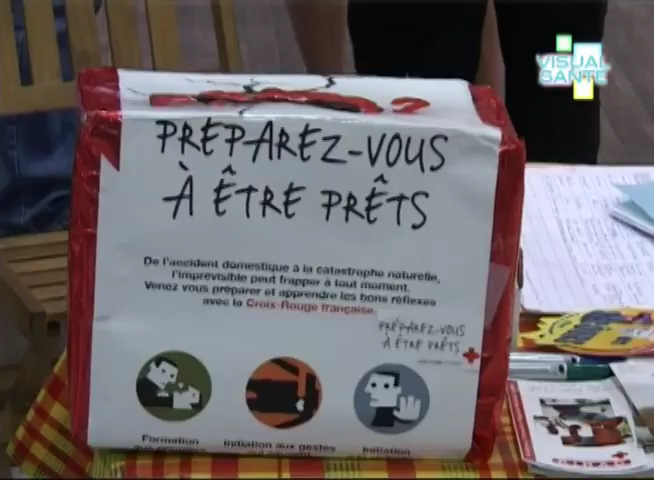 VISUAL
SANTE
PRÉPAREZ-VOUS
À ÊTRE PRÊTS
De l'accident domestique à la catastrophe naturelle,
l'imprévisible peut frapper à tout moment.
Venez vous préparer et apprendre les bons réflexes
avec la Croix-Rouge française.
PRÉPAREZ-VOUS
À ÊTRE PRÊTS
Formation
Initiation aux gestes
Initiation